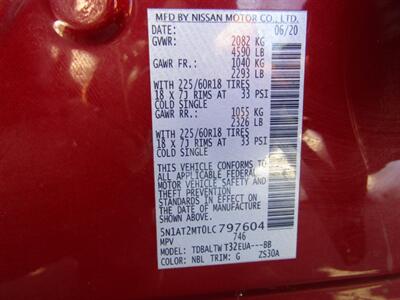 MFD BY NISSAN MOTOR CO., LTD.
DATE: 06/20
GVWR: 2082 KG
4590 LB
GAWR FR.: 1040 KG
2293 LB
WITH 225/60R18 TIRES
18 X 7J RIMS AT 33 PSI
COLD SINGLE
GAWR RR.: 1055 KG
2326 LB
WITH 225/60R18 TIRES
18 X 7J RIMS AT 33 PSI
COLD SINGLE
THIS VEHICLE CONFORMS TO
ALL APPLICABLE FEDERAL
MOTOR VEHICLE SAFETY AND
THEFT PREVENTION
STANDARDS IN EFFECT ON
THE DATE OF MANUFACTURE
SHOWN ABOVE.
5N1AT2MT0LC797604
MPV 746
MODEL: TDBALTW T32EUA---BB
COLOR: NBL TRIM: G ZS30A